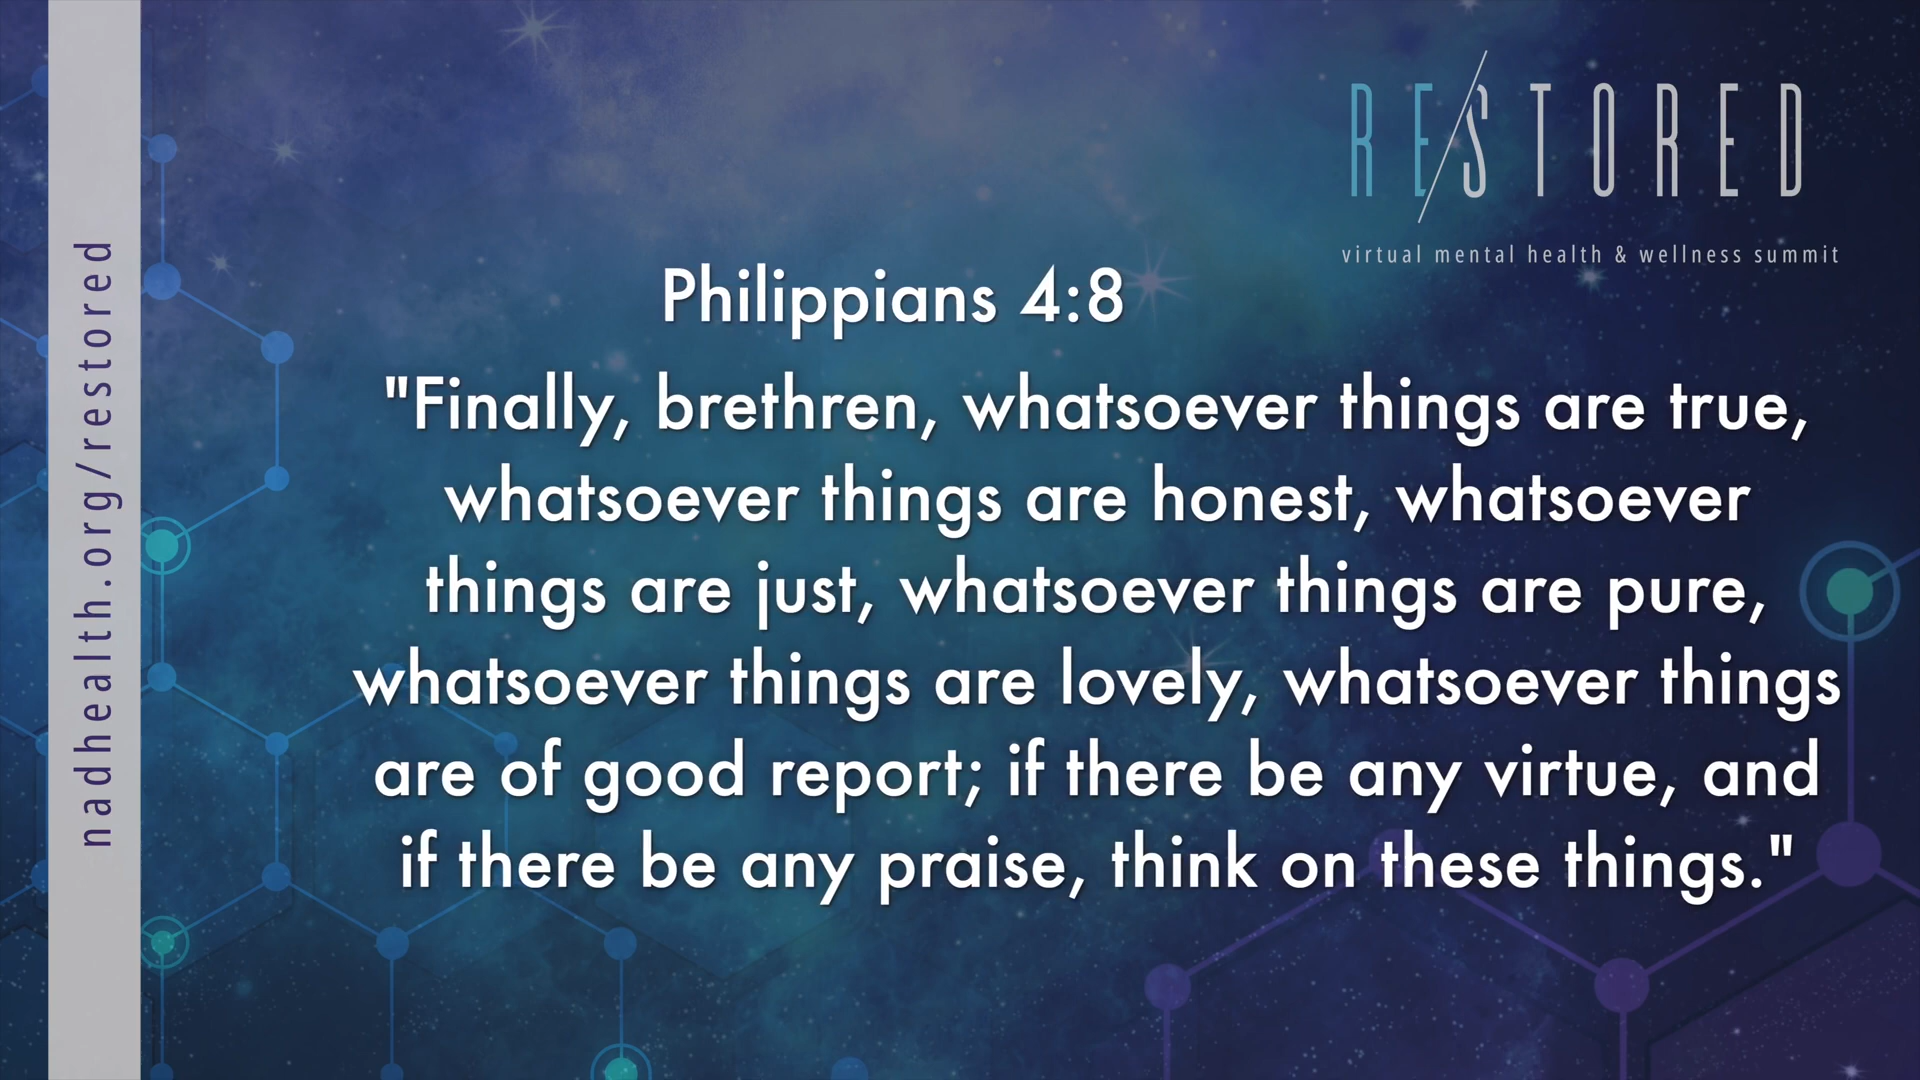 nadhealth.org/restored
RE/STORED
virtual mental health & wellness summit
Philippians 4:8
"Finally, brethren, whatsoever things are true,
whatsoever things are honest, whatsoever
things are just, whatsoever things are pure,
whatsoever things are lovely, whatsoever things
are of good report; if there be any virtue, and
if there be any praise, think on these things."